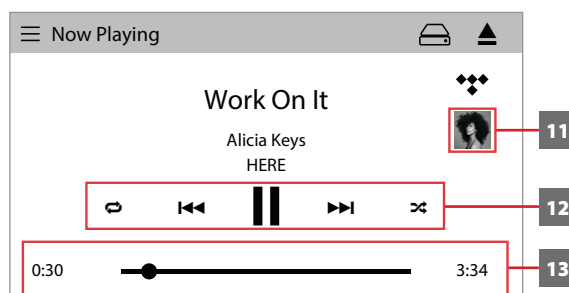 Now Playing
Work On It
Alicia Keys
11
HERE
12
0:30 3:34
13